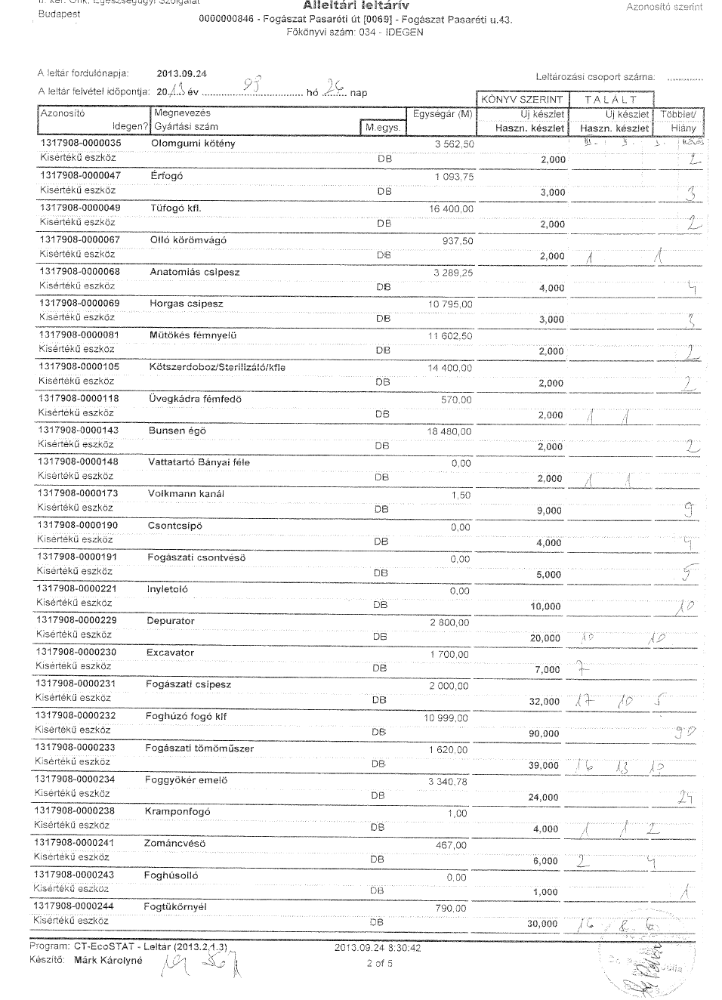 II. ker. Önk. Egészségügyi Szolgálat
Budapest
Alleltári leltárív
0000000846 - Fogászat Pasaréti út [0069] - Fogászat Pasaréti u.43.
Főkönyvi szám: 034 - IDEGEN
Azonosító szerint
A leltár fordulónapja: 2013.09.24
Leltározási csoport száma: ..............
A leltár felvétel időpontja: 2013 év 09 hó 24 nap
KÖNYV SZERINT TALÁLT
Azonosító Megnevezés Egységár (M) Új készlet Új készlet Többlet/
Idegen? Gyártási szám M.egys. Haszn. készlet Haszn. készlet Hiány
1317908-0000035 Ólomgumi kötény 3 562,50 III. II. I. közös
Kisértékű eszköz DB 2,000 2
1317908-0000047 Érfogó 1 093,75
Kisértékű eszköz DB 3,000 3
1317908-0000049 Tűfogó kfl. 16 400,00
Kisértékű eszköz DB 2,000 2
1317908-0000067 Olló körömvágó 937,50
Kisértékű eszköz DB 2,000 1 1
1317908-0000068 Anatomiás csipesz 3 289,25
Kisértékű eszköz DB 4,000 4
1317908-0000069 Horgas csipesz 10 795,00
Kisértékű eszköz DB 3,000 3
1317908-0000081 Műtőkés fémnyelű 11 602,50
Kisértékű eszköz DB 2,000 2
1317908-0000105 Kötszerdoboz/Sterilizáló/kfle 14 400,00
Kisértékű eszköz DB 2,000 2
1317908-0000118 Üvegkádra fémfedő 570,00
Kisértékű eszköz DB 2,000 1 1
1317908-0000143 Bunsen égő 18 480,00
Kisértékű eszköz DB 2,000 2
1317908-0000148 Vattatartó Bányai féle 0,00
Kisértékű eszköz DB 2,000 1 1
1317908-0000173 Volkmann kanál 1,50
Kisértékű eszköz DB 9,000 9
1317908-0000190 Csontcsípő 0,00
Kisértékű eszköz DB 4,000 4
1317908-0000191 Fogászati csontvéső 0,00
Kisértékű eszköz DB 5,000 5
1317908-0000221 Inyletoló 0,00
Kisértékű eszköz DB 10,000 10
1317908-0000229 Depurator 2 800,00
Kisértékű eszköz DB 20,000 10 10
1317908-0000230 Excavator 1 700,00
Kisértékű eszköz DB 7,000 7
1317908-0000231 Fogászati csipesz 2 000,00
Kisértékű eszköz DB 32,000 17 10 5
1317908-0000232 Foghúzó fogó klf 10 999,00
Kisértékű eszköz DB 90,000 90
1317908-0000233 Fogászati tömőműszer 1 620,00
Kisértékű eszköz DB 39,000 16 13 10
1317908-0000234 Foggyökér emelő 3 340,78
Kisértékű eszköz DB 24,000 24
1317908-0000238 Kramponfogó 1,00
Kisértékű eszköz DB 4,000 1 1 2
1317908-0000241 Zománcvéső 467,00
Kisértékű eszköz DB 6,000 2 4
1317908-0000243 Foghúsolló 0,00
Kisértékű eszköz DB 1,000 1
1317908-0000244 Fogtükörnyél 790,00
Kisértékű eszköz DB 30,000 16 8 6
Program: CT-EcoSTAT - Leltár (2013.2.1.3) 2013.09.24 8:30:42
Készítő: Márk Károlyné 2 of 5